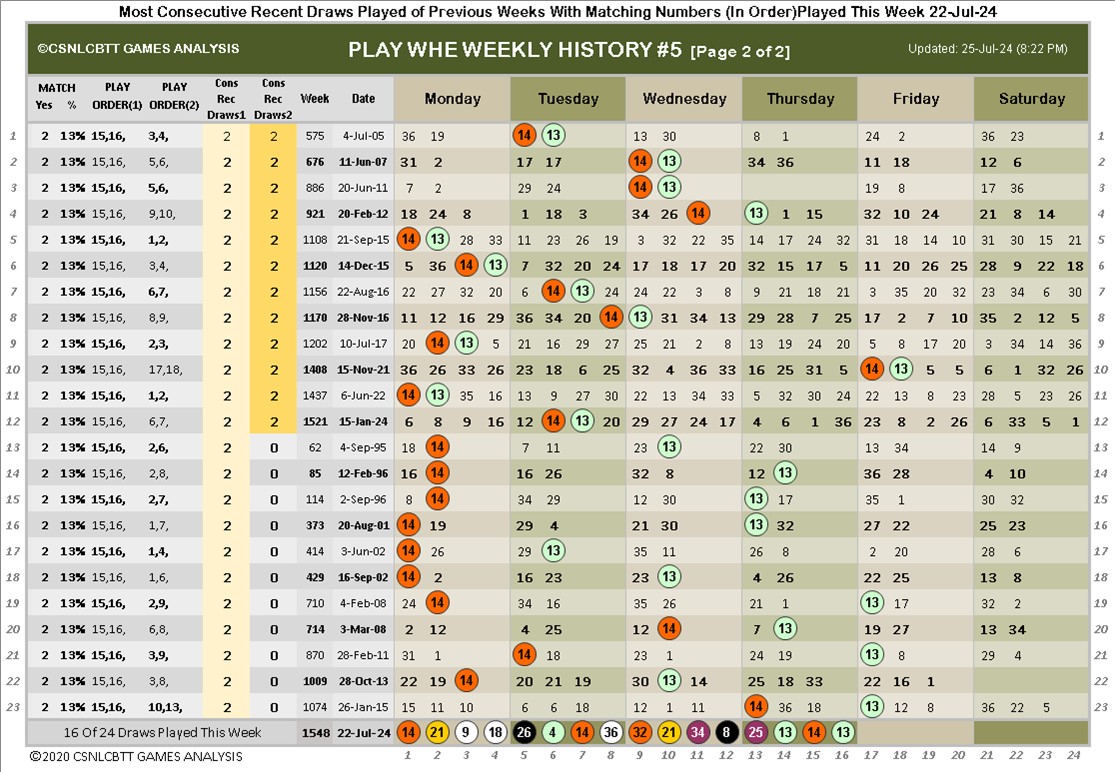 Most Consecutive Recent Draws Played of Previous Weeks With Matching Numbers (In Order)Played This Week 22-Jul-24
©CSNLCBTT GAMES ANALYSIS PLAY WHE WEEKLY HISTORY #5 [Page 2 of 2] Updated: 25-Jul-24 (8:22 PM)
MATCH Yes % PLAY ORDER(1) PLAY ORDER(2) Cons Rec Draws1 Cons Rec Draws2 Week Date Monday Tuesday Wednesday Thursday Friday Saturday
1 2 13% 15,16, 3,4, 2 2 575 4-Jul-05 36 19 14 13 13 30 8 1 24 2 36 23 1
2 2 13% 15,16, 5,6, 2 2 676 11-Jun-07 31 2 17 17 14 13 34 36 11 18 12 6 2
3 2 13% 15,16, 5,6, 2 2 886 20-Jun-11 7 2 29 24 14 13 19 8 17 36 3
4 2 13% 15,16, 9,10, 2 2 921 20-Feb-12 18 24 8 1 18 3 34 26 14 13 1 15 32 10 24 21 8 14 4
5 2 13% 15,16, 1,2, 2 2 1108 21-Sep-15 14 13 28 33 11 23 26 19 3 32 22 35 14 17 24 32 31 18 14 10 31 30 15 21 5
6 2 13% 15,16, 3,4, 2 2 1120 14-Dec-15 5 36 14 13 7 32 20 24 17 18 17 20 32 15 17 5 11 20 26 25 28 9 22 18 6
7 2 13% 15,16, 6,7, 2 2 1156 22-Aug-16 22 27 32 20 6 14 13 24 24 22 3 8 9 21 18 21 3 35 20 32 23 34 6 30 7
8 2 13% 15,16, 8,9, 2 2 1170 28-Nov-16 11 12 16 29 36 34 20 14 13 31 34 13 29 28 7 25 17 2 7 10 35 2 12 5 8
9 2 13% 15,16, 2,3, 2 2 1202 10-Jul-17 20 14 13 5 21 16 29 27 25 21 2 8 13 19 24 20 5 8 17 20 3 34 14 36 9
10 2 13% 15,16, 17,18, 2 2 1408 15-Nov-21 36 26 33 26 23 18 6 25 32 4 36 33 16 25 31 5 14 13 5 5 6 1 32 26 10
11 2 13% 15,16, 1,2, 2 2 1437 6-Jun-22 14 13 35 16 13 9 27 30 22 13 34 33 5 32 30 24 22 13 8 23 28 5 26 23 11
12 2 13% 15,16, 6,7, 2 2 1521 15-Jan-24 6 8 9 16 12 14 13 20 29 27 24 17 4 6 1 36 23 8 2 26 6 33 5 1 12
13 2 13% 15,16, 2,6, 2 0 62 4-Sep-95 18 14 7 11 24 13 22 30 13 34 14 9 13
14 2 13% 15,16, 2,8, 2 0 85 12-Feb-96 16 14 16 26 32 8 12 13 36 28 4 10 14
15 2 13% 15,16, 2,7, 2 0 114 2-Sep-96 8 14 34 29 12 30 13 17 35 1 30 32 15
16 2 13% 15,16, 1,7, 2 0 373 20-Aug-01 14 19 29 4 21 30 13 32 27 22 25 23 16
17 2 13% 15,16, 1,4, 2 0 414 3-Jun-02 14 26 29 13 35 11 26 8 2 20 28 6 17
18 2 13% 15,16, 1,6, 2 0 429 16-Sep-02 14 2 16 23 23 13 4 26 22 25 13 8 18
19 2 13% 15,16, 2,9, 2 0 710 4-Feb-08 24 14 34 16 35 26 21 1 13 17 32 2 19
20 2 13% 15,16, 6,8, 2 0 714 3-Mar-08 2 12 4 25 12 14 7 13 19 27 13 34 20
21 2 13% 15,16, 3,9, 2 0 870 28-Feb-11 31 1 14 18 23 1 24 19 13 8 29 4 21
22 2 13% 15,16, 3,8, 2 0 1009 28-Oct-13 22 19 14 20 21 19 30 13 14 25 18 33 22 16 1 22
23 2 13% 15,16, 10,13, 2 0 1074 26-Jan-15 15 11 10 6 6 18 12 1 11 14 36 18 13 12 8 36 22 5 23
16 Of 24 Draws Played This Week 1548 22-Jul-24 14 21 9 18 26 4 14 36 32 21 34 8 25 13 14 13
©2020 CSNLCBTT GAMES ANALYSIS 1 2 3 4 5 6 7 8 9 10 11 12 13 14 15 16 17 18 19 20 21 22 23 24